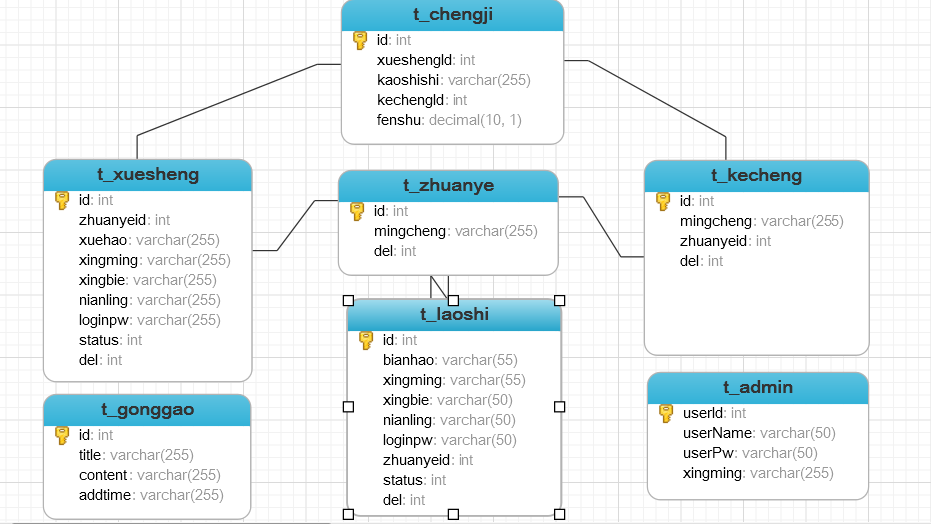 t_chengji
id: int
xueshengId: int
kaoshishi: varchar(255)
kechengId: int
fenshu: decimal(10, 1)
t_xuesheng
id: int
zhuanyeid: int
xuehao: varchar(255)
xingming: varchar(255)
xingbie: varchar(255)
nianling: varchar(255)
loginpw: varchar(255)
status: int
del: int
t_zhuanye
id: int
mingcheng: varchar(255)
del: int
t_kecheng
id: int
mingcheng: varchar(255)
zhuanyeid: int
del: int
t_laoshi
id: int
bianhao: varchar(55)
xingming: varchar(55)
xingbie: varchar(50)
nianling: varchar(50)
loginpw: varchar(50)
zhuanyeid: int
status: int
del: int
t_gonggao
id: int
title: varchar(255)
content: varchar(255)
addtime: varchar(255)
t_admin
userId: int
userName: varchar(50)
userPw: varchar(50)
xingming: varchar(255)